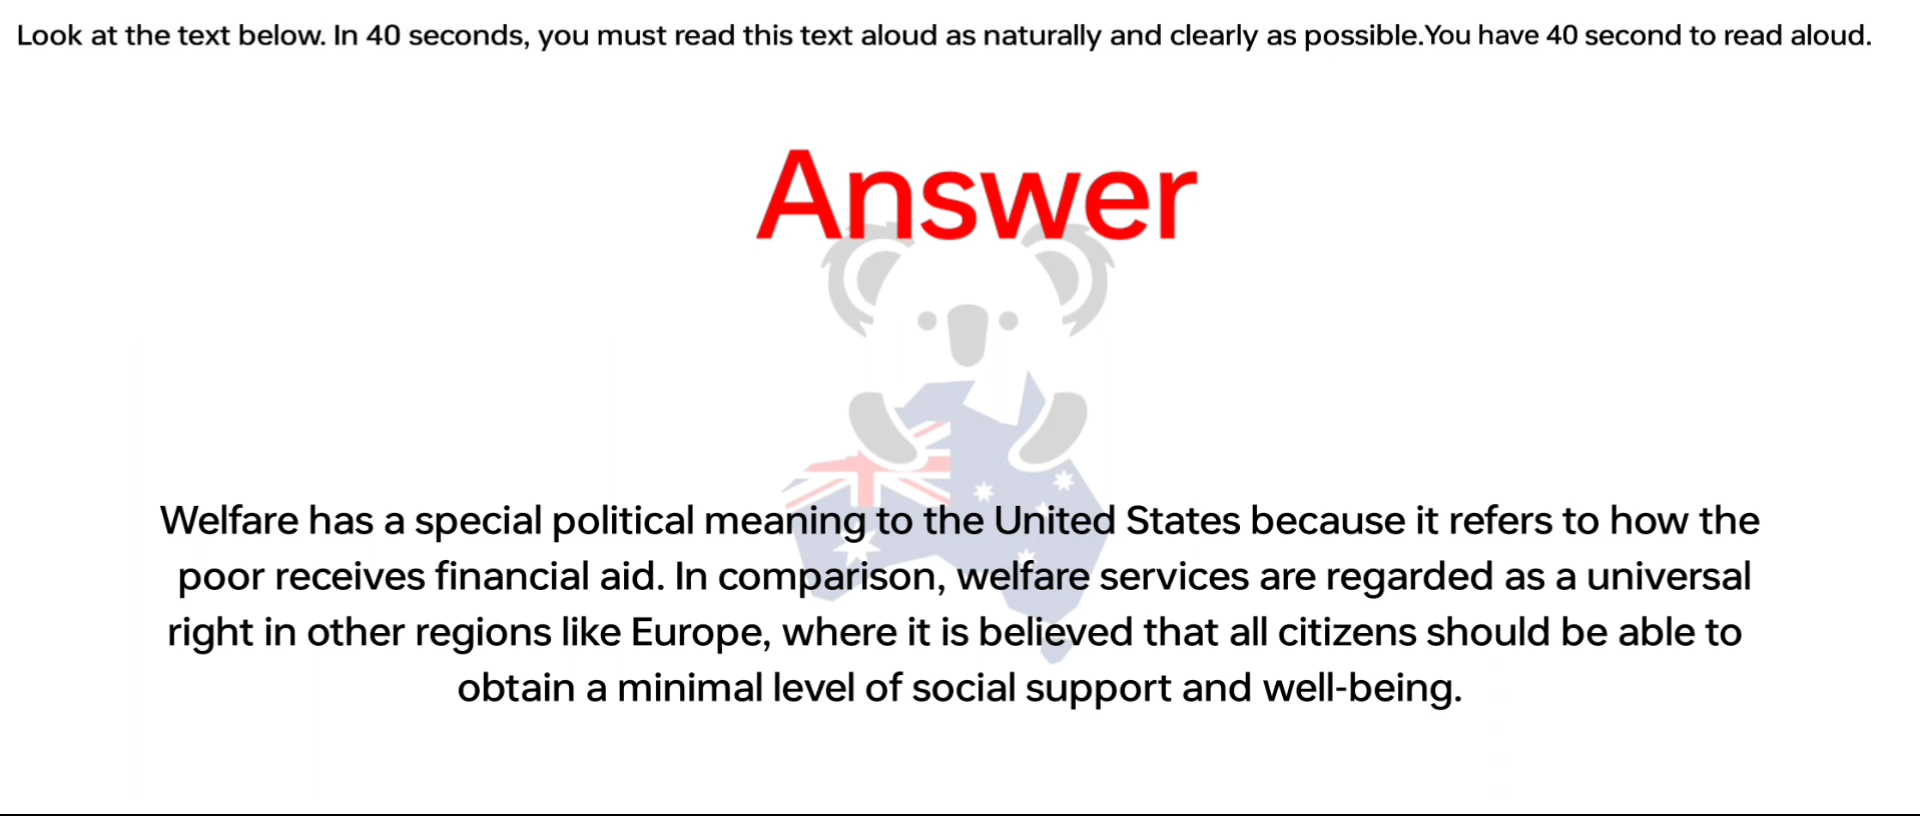 Look at the text below. In 40 seconds, you must read this text aloud as naturally and clearly as possible.You have 40 second to read aloud.
Answer
Welfare has a special political meaning to the United States because it refers to how the
poor receives financial aid. In comparison, welfare services are regarded as a universal
right in other regions like Europe, where it is believed that all citizens should be able to
obtain a minimal level of social support and well-being.